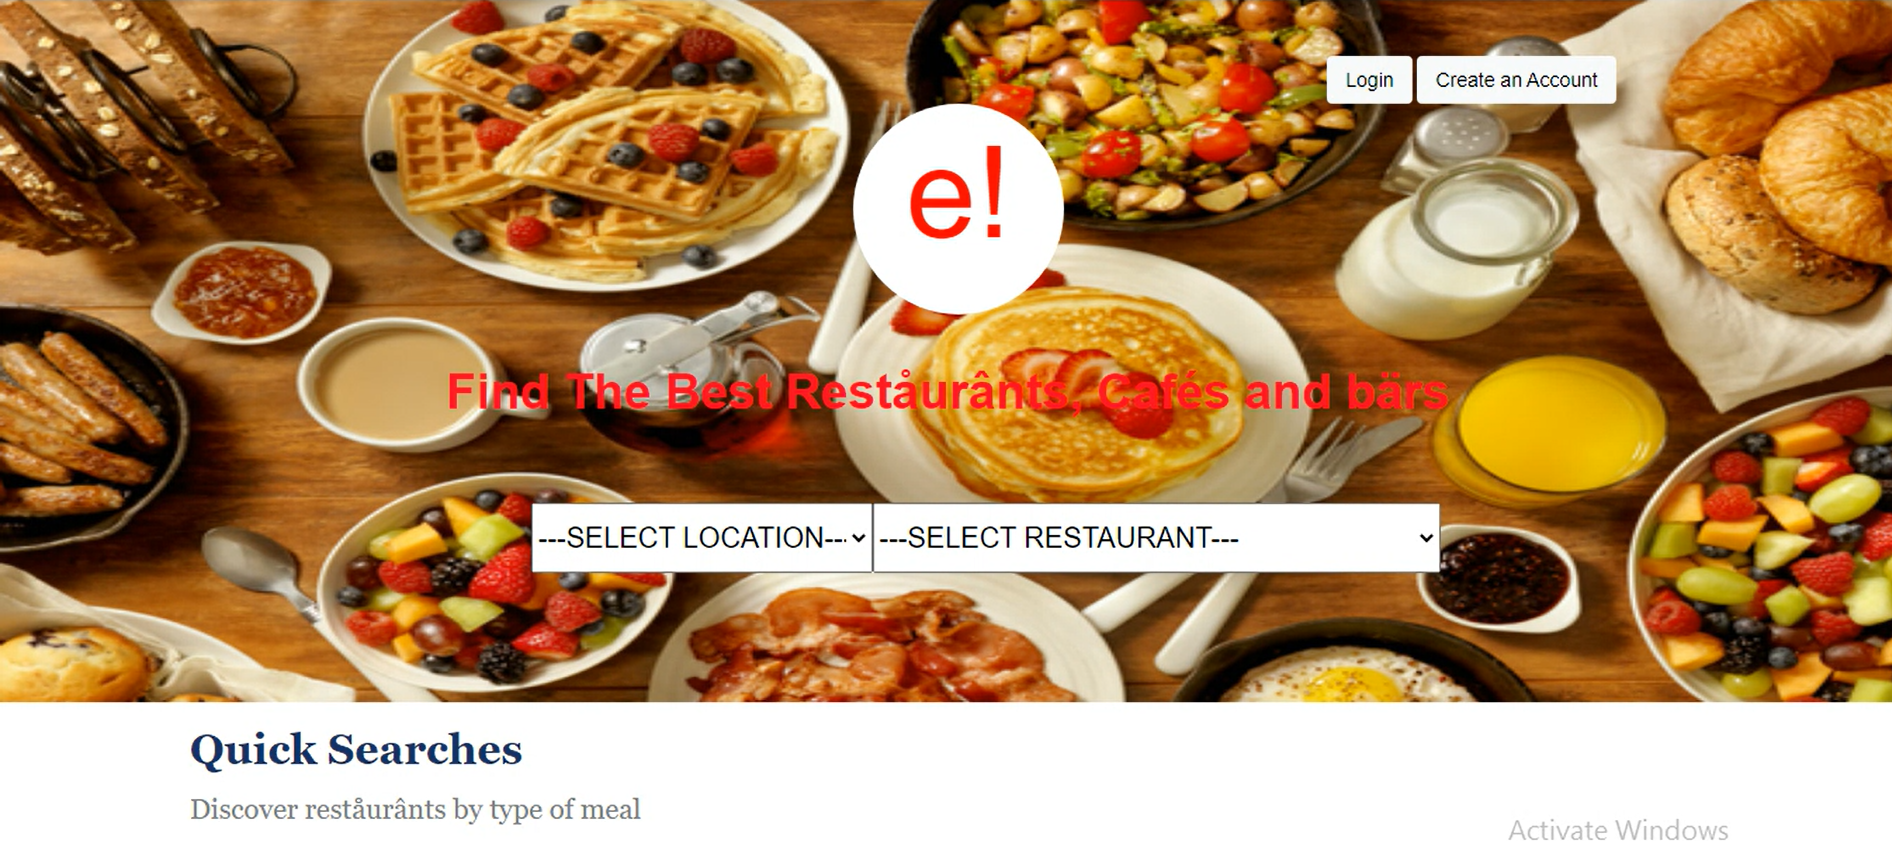 Login Create an Account
e!
Find The Best Reståurânts, Cafés and bärs
---SELECT LOCATION--- ---SELECT RESTAURANT---
Quick Searches
Discover reståurânts by type of meal
Activate Windows